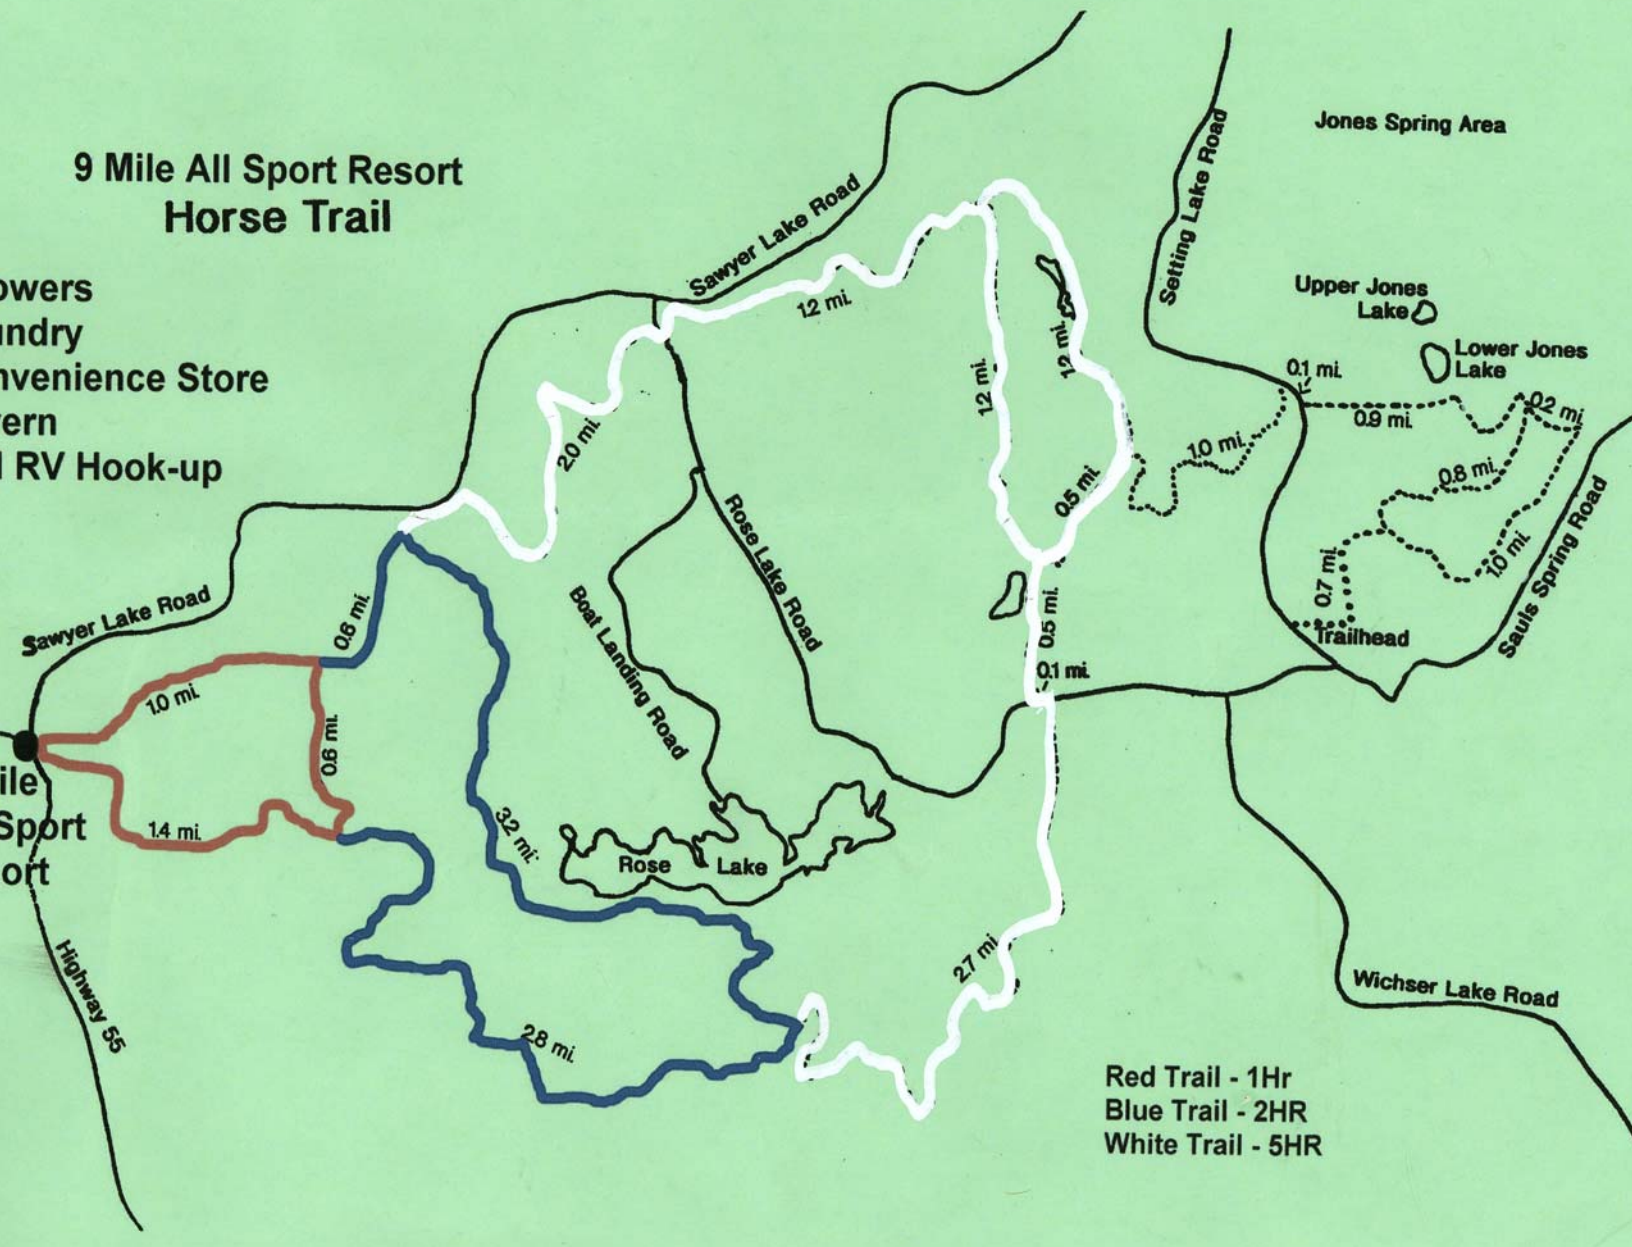 9 Mile All Sport Resort
Horse Trail
owers
undry
nvenience Store
vern
RV Hook-up
Sawyer Lake Road
Setting Lake Road
Jones Spring Area
Upper Jones
Lake
Lower Jones
Lake
1.2 mi.
1.2 mi.
1.2 mi.
2.0 mi.
0.5 mi.
0.1 mi.
0.9 mi.
0.2 mi.
1.0 mi.
0.8 mi.
1.0 mi.
0.7 mi.
Trailhead
Sauls Spring Road
Rose Lake Road
Boat Landing Road
0.5 mi.
0.1 mi.
Sawyer Lake Road
0.6 mi.
1.0 mi.
0.6 mi.
1.4 mi.
ile
Sport
ort
3.2 mi.
Rose Lake
2.7 mi.
2.8 mi.
Highway 55
Wichser Lake Road
Red Trail - 1Hr
Blue Trail - 2HR
White Trail - 5HR